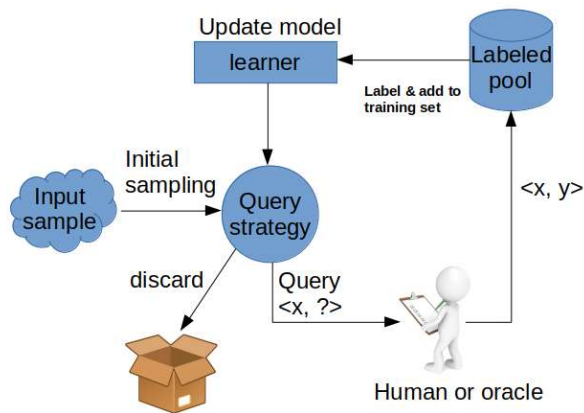 Update model
learner
Labeled
pool
Label & add to
training set
Initial
sampling
Input
sample
Query
strategy
<x, y>
discard
Query
<x, ?>
Human or oracle